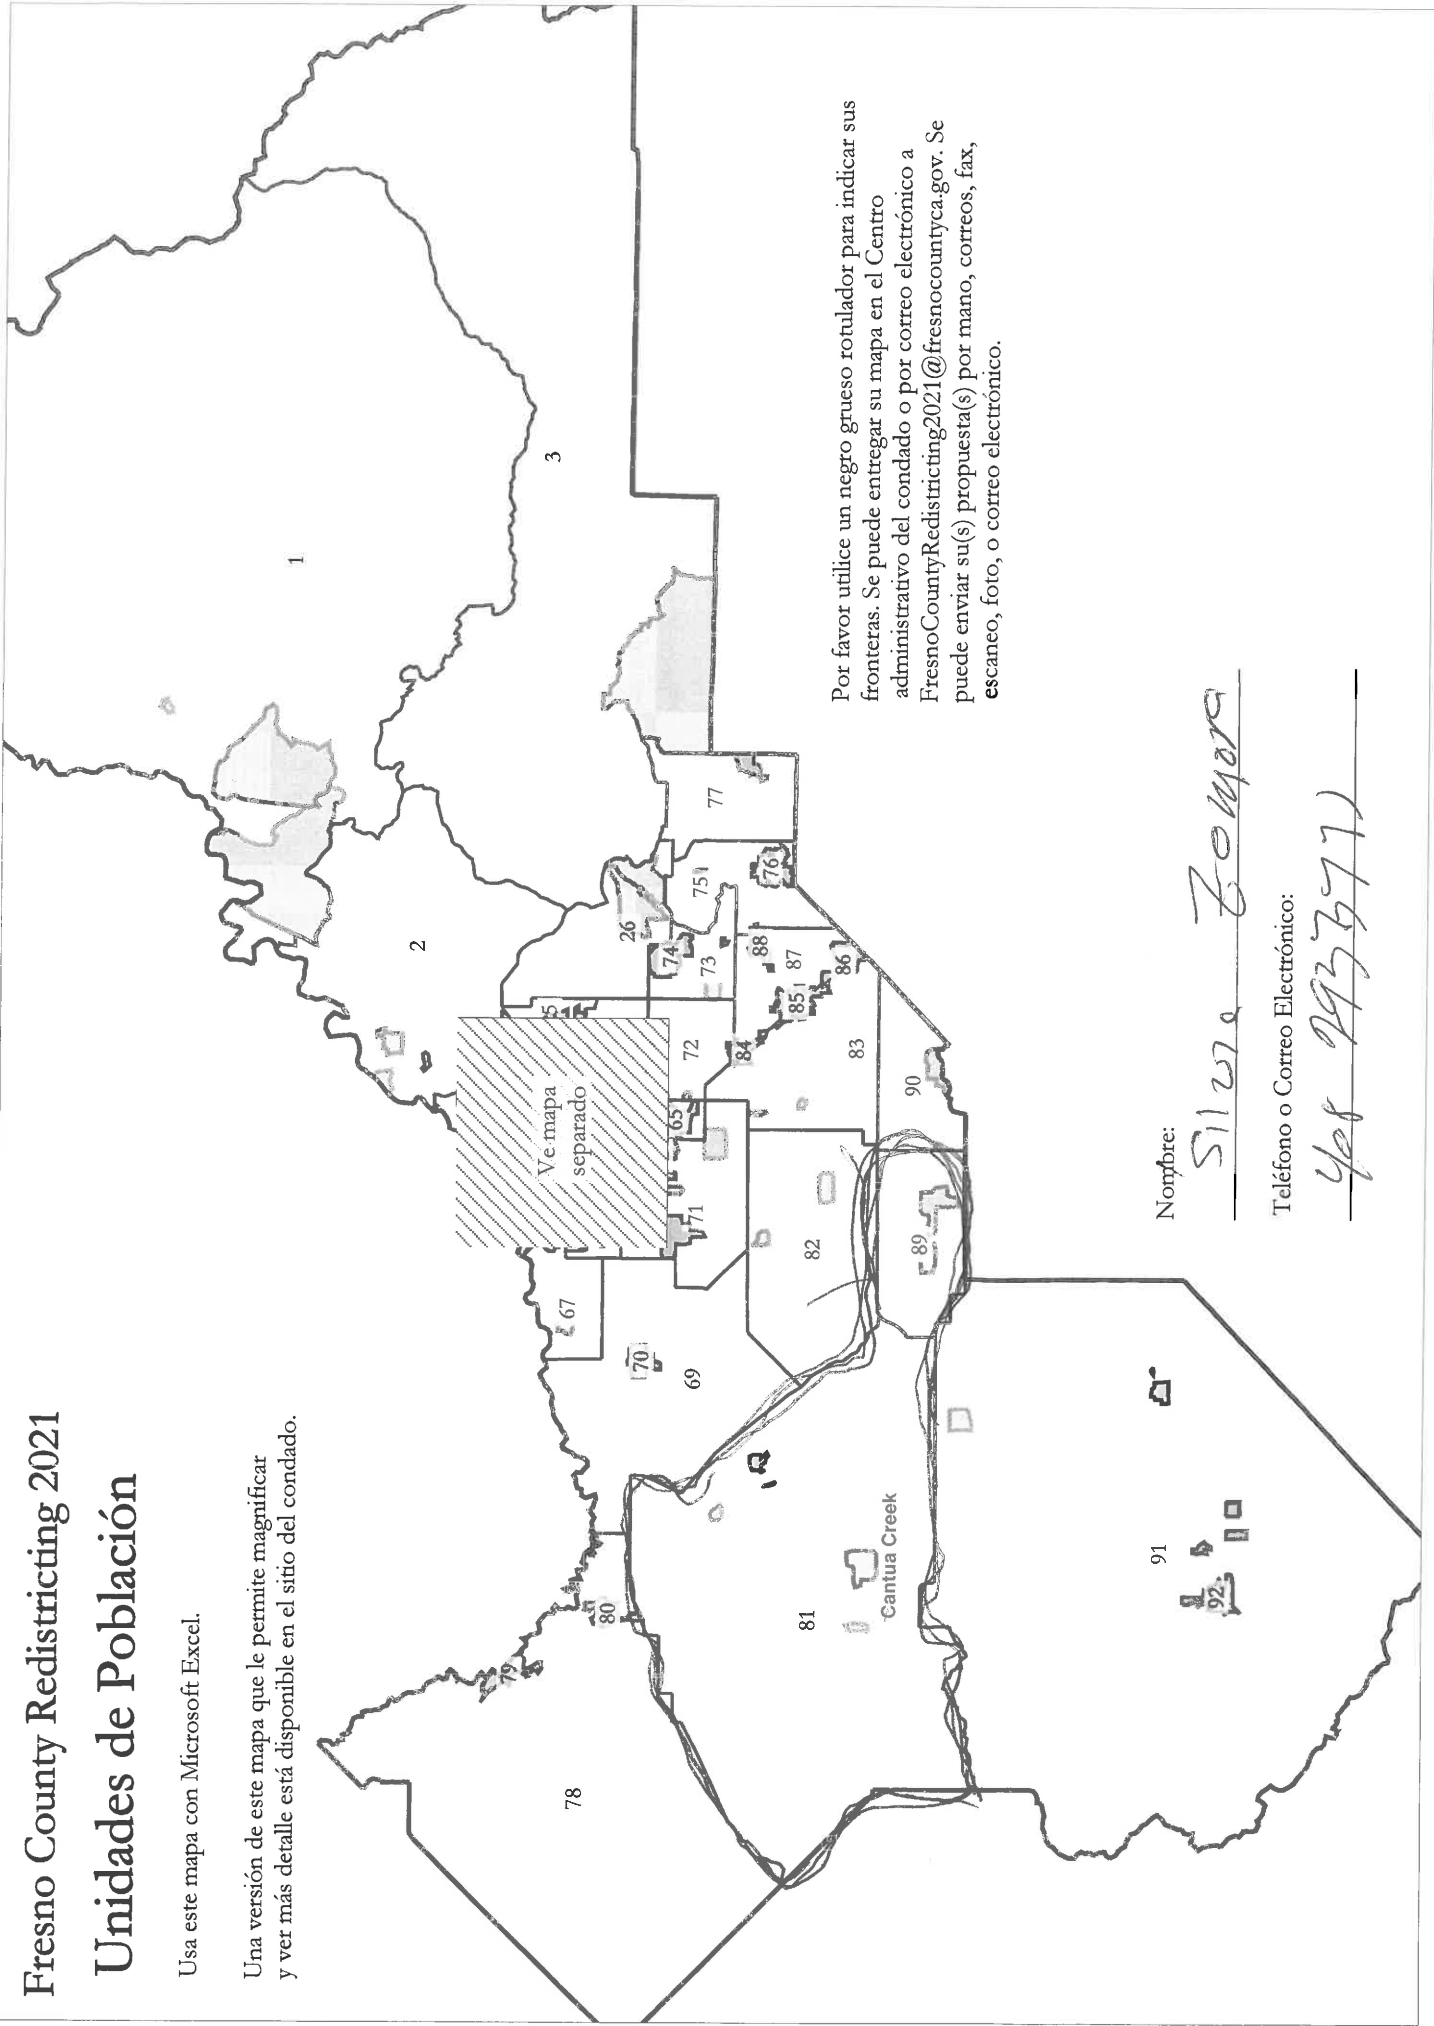 Fresno County Redistricting 2021
Unidades de Población
Usa este mapa con Microsoft Excel.
Una versión de este mapa que le permite magnificar
y ver más detalle está disponible en el sitio del condado.
1
2
3
26
Ve mapa
separado
65
67
69
70
71
72
73
74
75
76
77
78
79
80
81
Cantua Creek
82
83
84
85
86
87
88
89
90
91
92
Por favor utilice un negro grueso rotulador para indicar sus
fronteras. Se puede entregar su mapa en el Centro
administrativo del condado o por correo electrónico a
FresnoCountyRedistricting2021@fresnocountyca.gov. Se
puede enviar su(s) propuesta(s) por mano, correos, fax,
escaneo, foto, o correo electrónico.
Nombre:
Zomora
Teléfono o Correo Electrónico: